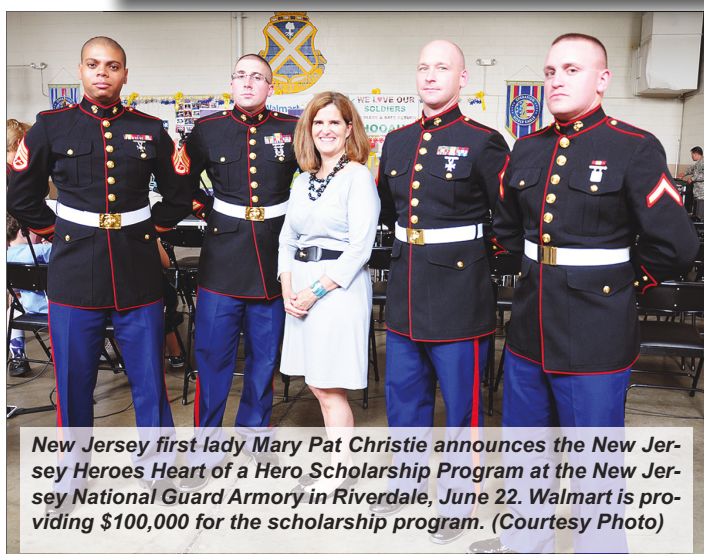 Walmart
WE LOVE OUR
SOLDIERS
HOOAH
New Jersey first lady Mary Pat Christie announces the New Jer-
sey Heroes Heart of a Hero Scholarship Program at the New Jer-
sey National Guard Armory in Riverdale, June 22. Walmart is pro-
viding $100,000 for the scholarship program. (Courtesy Photo)